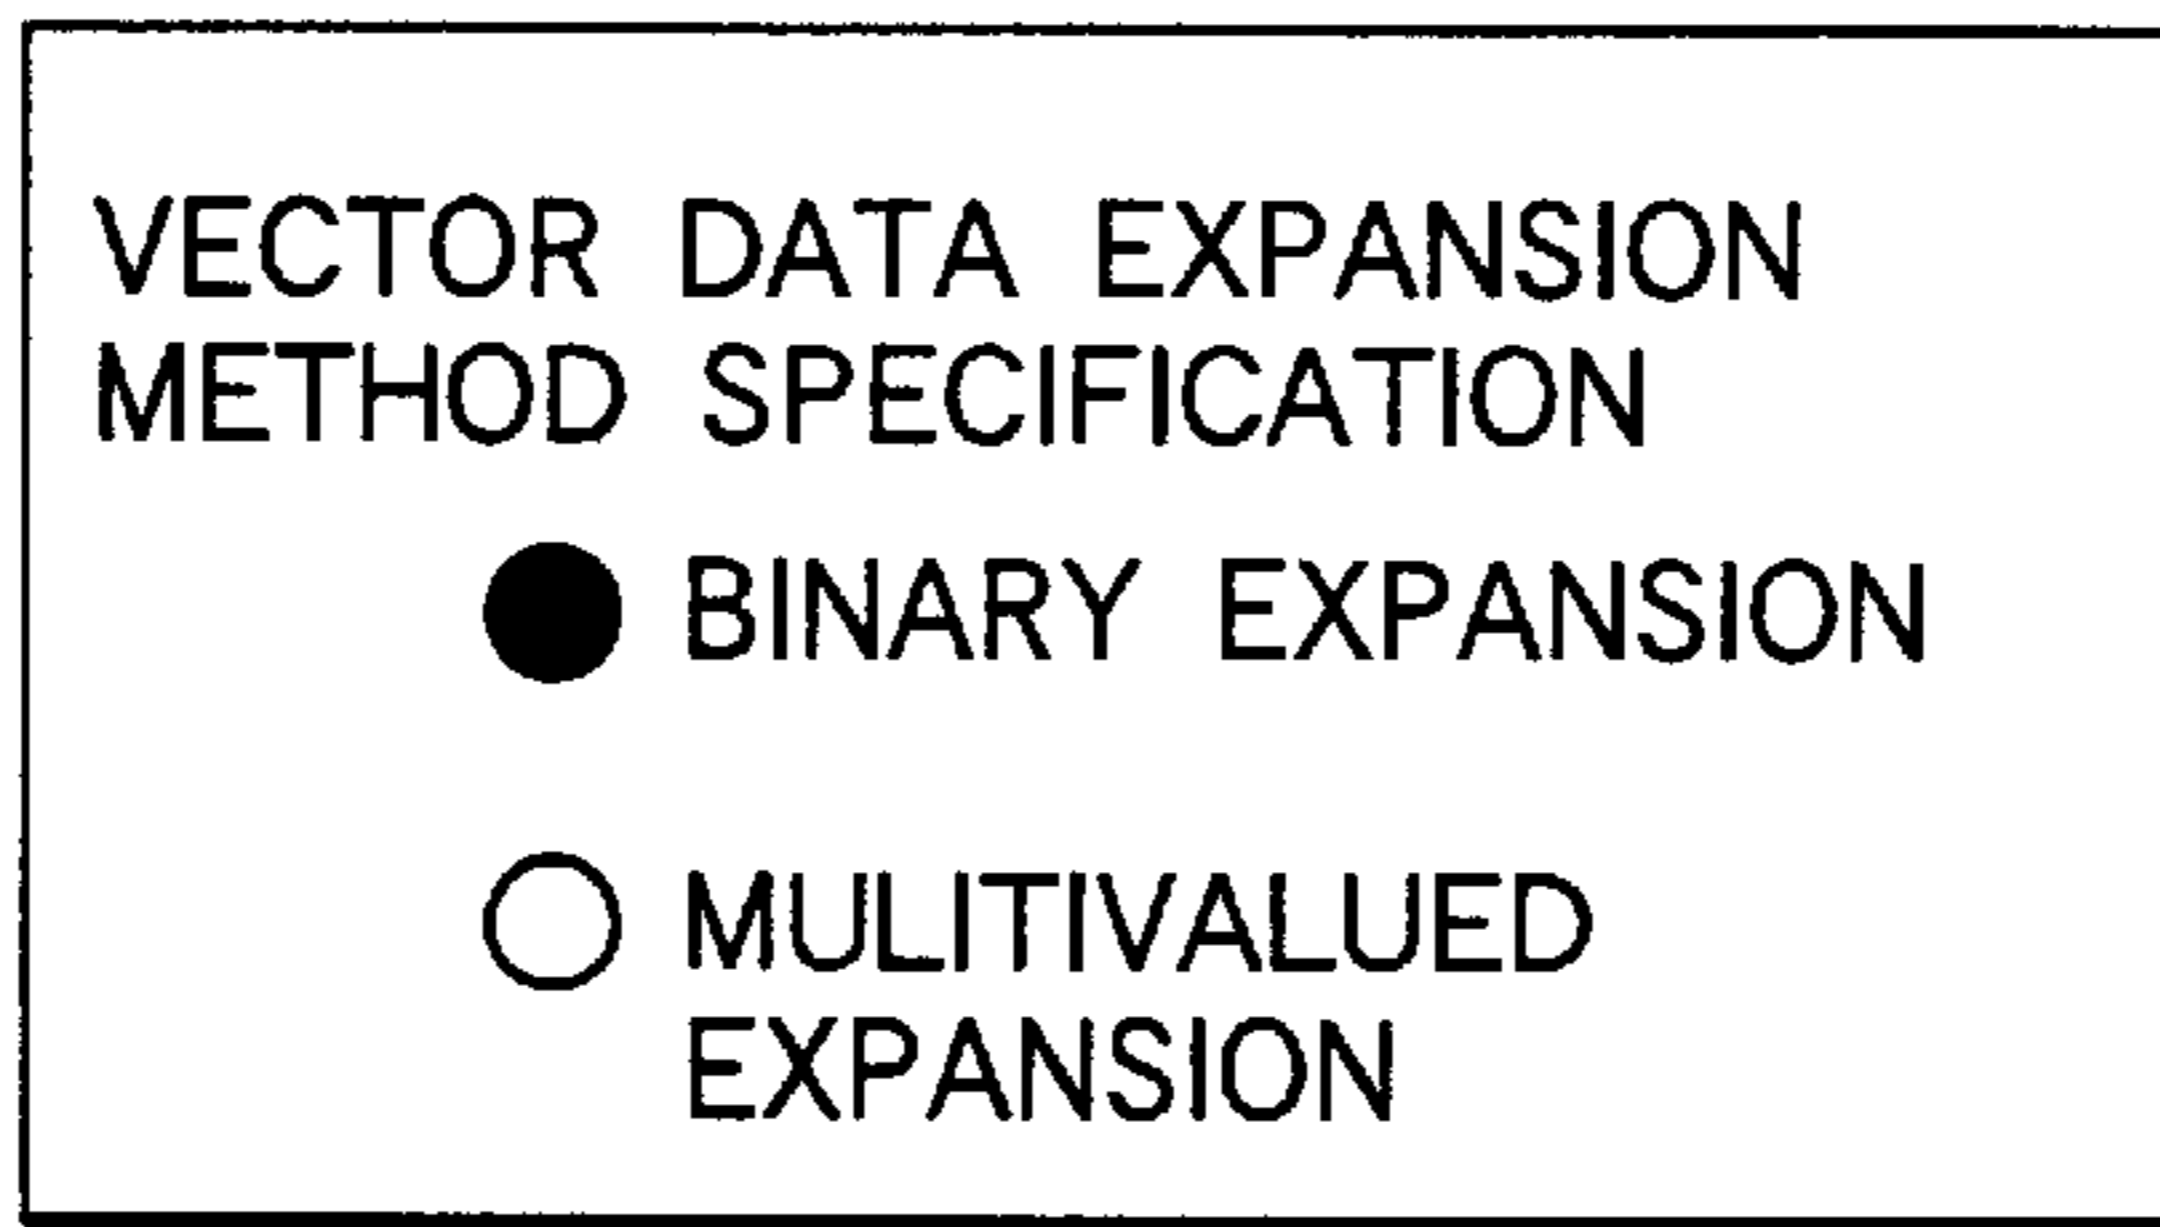 VECTOR DATA EXPANSION
METHOD SPECIFICATION
BINARY EXPANSION
MULITIVALUED
EXPANSION